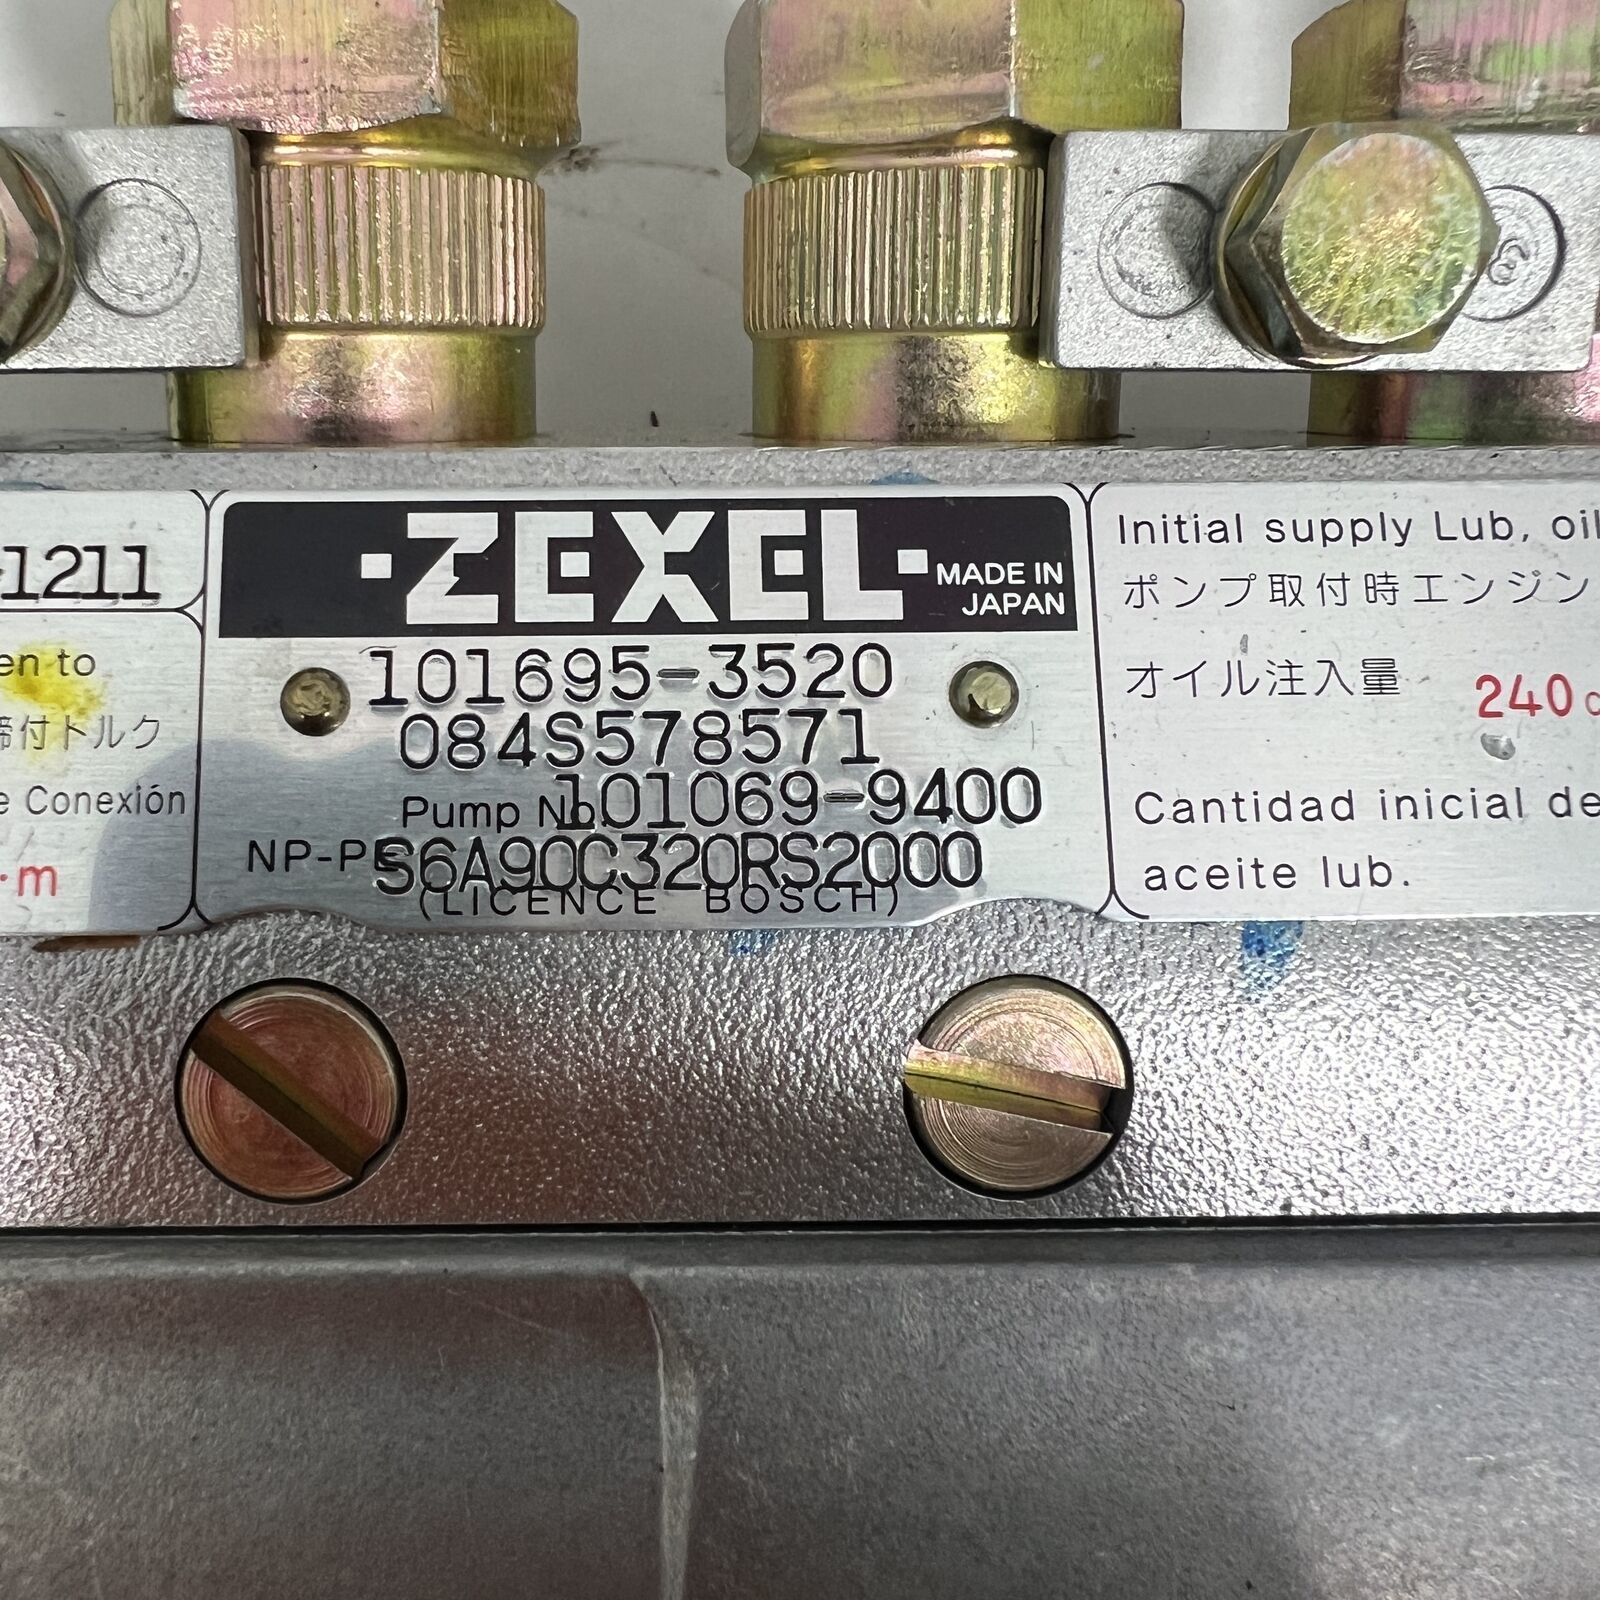 -1211
en to
締付トルク
e Conexión
・m
·ZEXEL·
MADE IN
JAPAN
101695-3520
084S578571
Pump No. 101069-9400
NP-PES6A90C320RS2000
(LICENCE BOSCH)
Initial supply Lub, oil
ポンプ取付時エンジン
オイル注入量 240c
Cantidad inicial de
aceite lub.